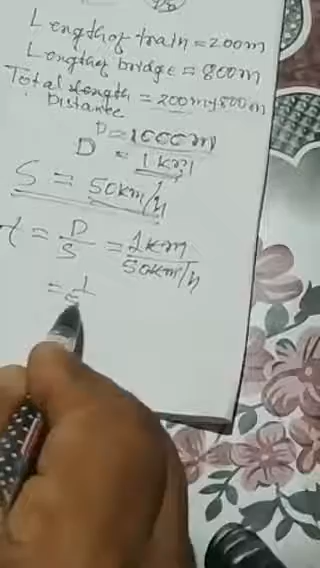 Length of train = 200m
Length of bridge = 800m
Total length = 200m+800m
Distance
D = 1000m
D = 1km
S = 50km/h
t = D/S = 1km/50km/h
= 1